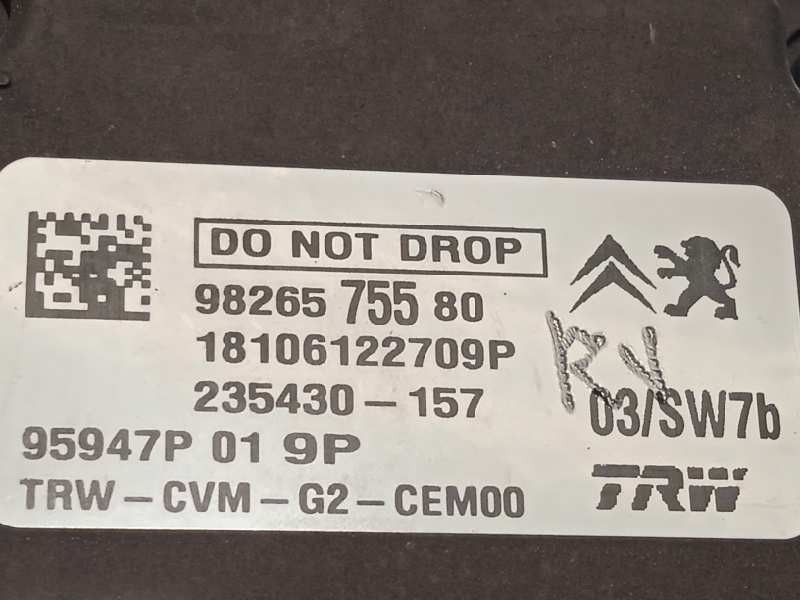 DO NOT DROP
98265 755 80
18106122709P
235430-157
RV
03/SW7b
95947P 01 9P
TRW-CVM-G2-CEM00
TRW